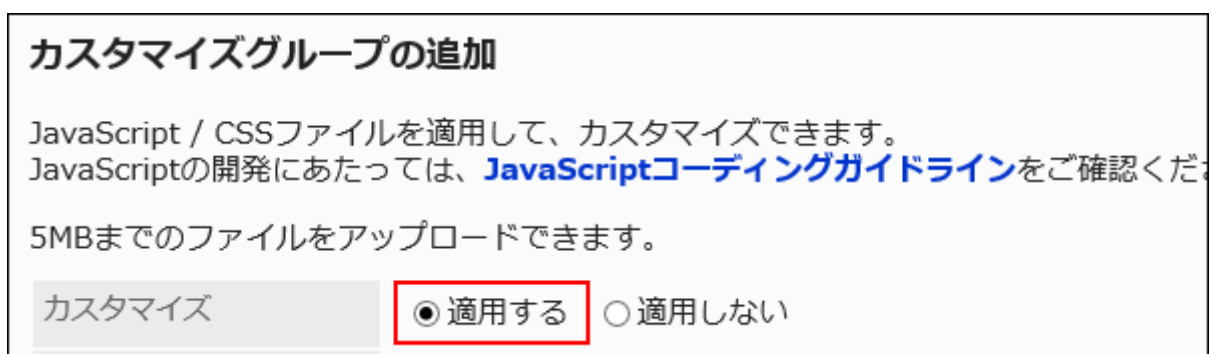 カスタマイズグループの追加
JavaScript / CSSファイルを適用して、カスタマイズできます。
JavaScriptの開発にあたっては、JavaScriptコーディングガイドラインをご確認くだ
5MBまでのファイルをアップロードできます。
カスタマイズ 適用する 適用しない